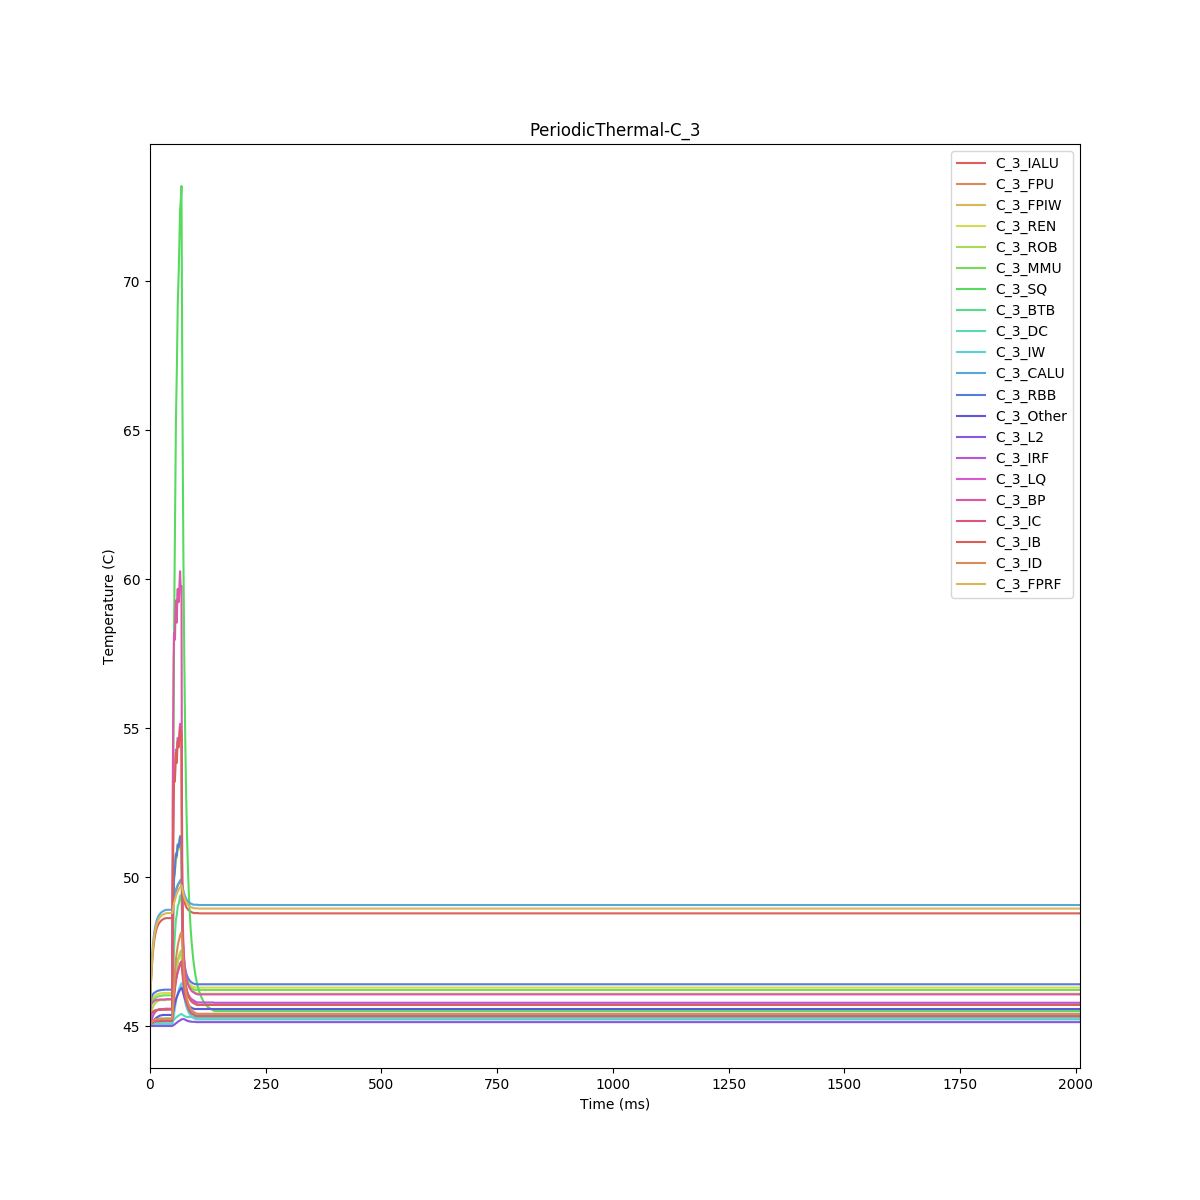 PeriodicThermal-C_3
C_3_IALU
C_3_FPU
C_3_FPIW
C_3_REN
C_3_ROB
C_3_MMU
C_3_SQ
C_3_BTB
C_3_DC
C_3_IW
C_3_CALU
C_3_RBB
C_3_Other
C_3_L2
C_3_IRF
C_3_LQ
C_3_BP
C_3_IC
C_3_IB
C_3_ID
C_3_FPRF
70
65
60
55
50
45
Temperature (C)
0 250 500 750 1000 1250 1500 1750 2000
Time (ms)